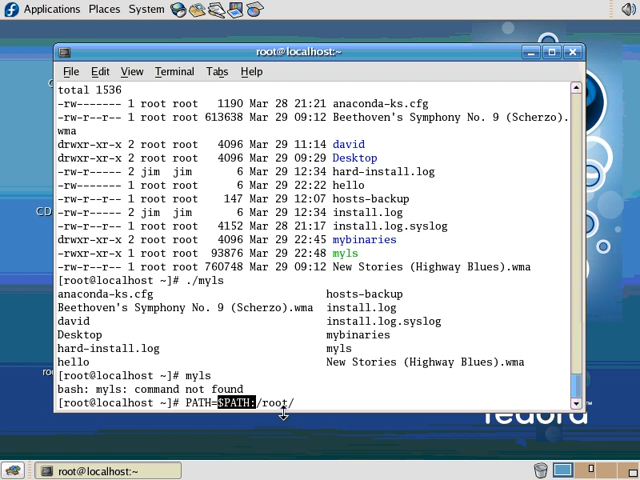 Applications Places System
root@localhost:~
File Edit View Terminal Tabs Help
total 1536
-rw------- 1 root root 1190 Mar 28 21:21 anaconda-ks.cfg
-rw-r--r-- 1 root root 613638 Mar 29 09:12 Beethoven's Symphony No. 9 (Scherzo).
wma
drwxr-xr-x 2 root root 4096 Mar 29 11:14 david
drwxr-xr-x 2 root root 4096 Mar 29 09:29 Desktop
-rw-r----- 2 jim jim 6 Mar 29 12:34 hard-install.log
-rw------- 1 root root 6 Mar 29 22:22 hello
-rw-r--r-- 1 root root 147 Mar 29 12:07 hosts-backup
-rw-r----- 2 jim jim 6 Mar 29 12:34 install.log
-rw-r--r-- 1 root root 4152 Mar 28 21:17 install.log.syslog
drwxr-xr-x 2 root root 4096 Mar 29 22:45 mybinaries
-rwxr-xr-x 1 root root 93876 Mar 29 22:48 myls
-rw-r--r-- 1 root root 760748 Mar 29 09:12 New Stories (Highway Blues).wma
[root@localhost ~]# ./myls
anaconda-ks.cfg hosts-backup
Beethoven's Symphony No. 9 (Scherzo).wma install.log
david install.log.syslog
Desktop mybinaries
hard-install.log myls
hello New Stories (Highway Blues).wma
[root@localhost ~]# myls
bash: myls: command not found
[root@localhost ~]# PATH=$PATH:/root/
fedora
root@localhost:~